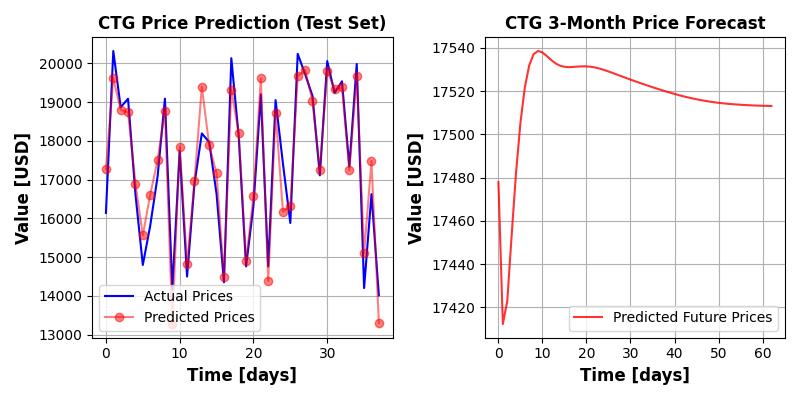 CTG Price Prediction (Test Set)
Value [USD]
20000
19000
18000
17000
16000
15000
14000
13000
Actual Prices
Predicted Prices
0 10 20 30
Time [days]
CTG 3-Month Price Forecast
Value [USD]
17540
17520
17500
17480
17460
17440
17420
Predicted Future Prices
0 10 20 30 40 50 60
Time [days]